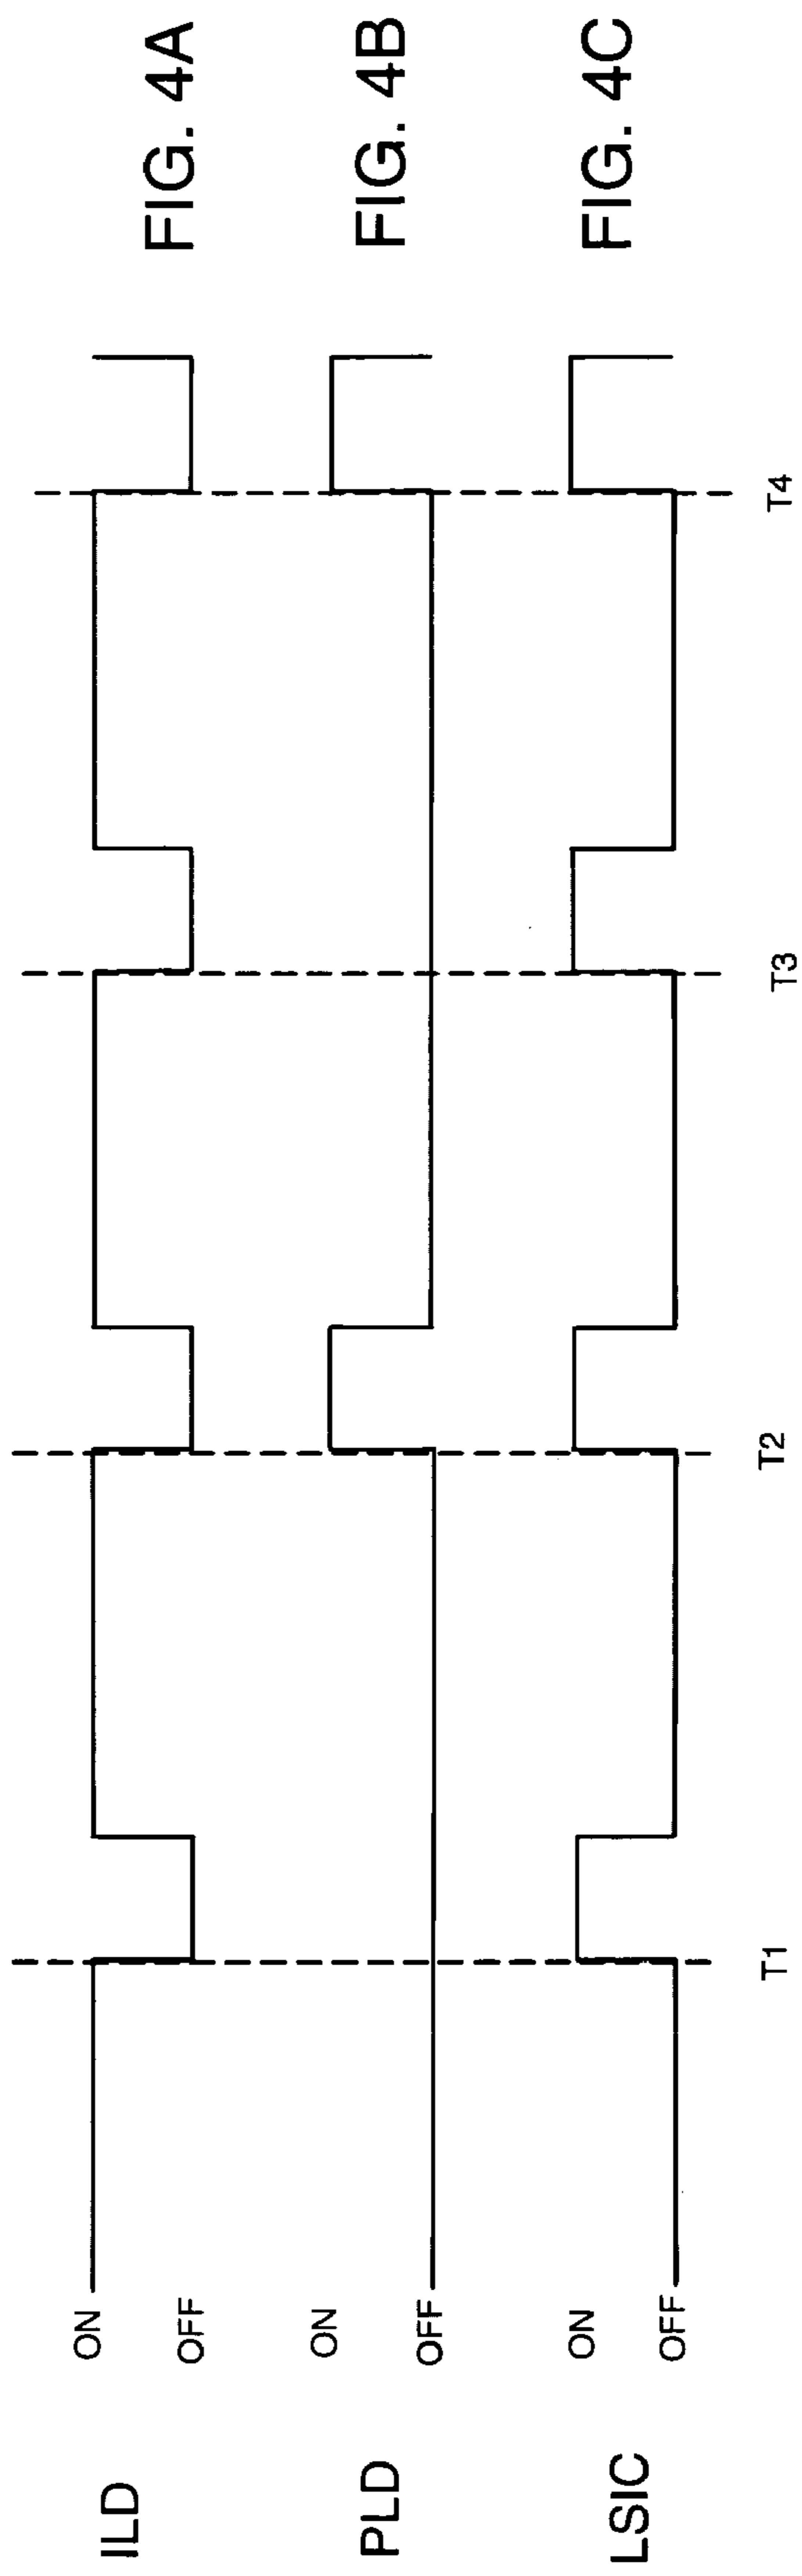 ILD
ON
OFF
FIG. 4A
PLD
ON
OFF
FIG. 4B
LSIC
ON
OFF
FIG. 4C
T1
T2
T3
T4